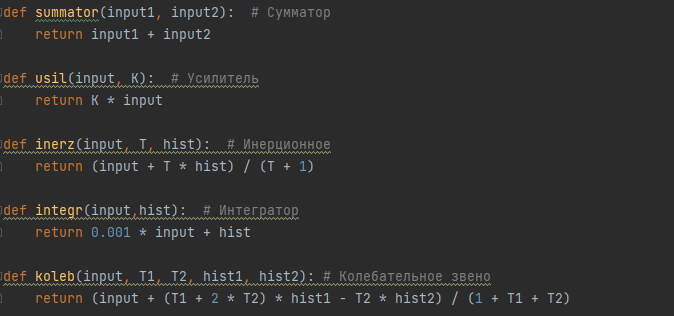 def summator(input1, input2):  # Сумматор
    return input1 + input2
def usil(input, K):  # Усилитель
    return K * input
def inerz(input, T, hist):  # Инерционное
    return (input + T * hist) / (T + 1)
def integr(input,hist):  # Интегратор
    return 0.001 * input + hist
def koleb(input, T1, T2, hist1, hist2): # Колебательное звено
    return (input + (T1 + 2 * T2) * hist1 - T2 * hist2) / (1 + T1 + T2)